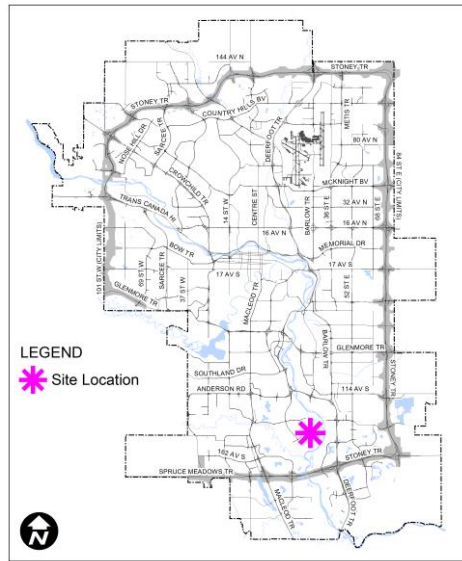 144 AV N
STONEY TR
STONEY TR
COUNTRY HILLS BV
NOSE HILL DR
SARCEE TR
DEERFOOT TR
METIS TR
80 AV N
CROWCHILD TR
MCKNIGHT BV
84 ST E (CITY LIMITS)
TRANS CANADA HI
14 ST W
CENTRE ST
BARLOW TR
36 ST E
32 AV N
68 ST E
16 AV N
16 AV N
MEMORIAL DR
101 ST W (CITY LIMITS)
BOW TR
69 ST W
SARCEE TR
17 AV S
17 AV S
37 ST W
MACLEOD TR
52 ST E
GLENMORE TR
BARLOW TR
GLENMORE TR
LEGEND
Site Location
SOUTHLAND DR
ANDERSON RD
114 AV S
STONEY TR
162 AV S
STONEY TR
SPRUCE MEADOWS TR
MACLEOD TR
DEERFOOT TR
N